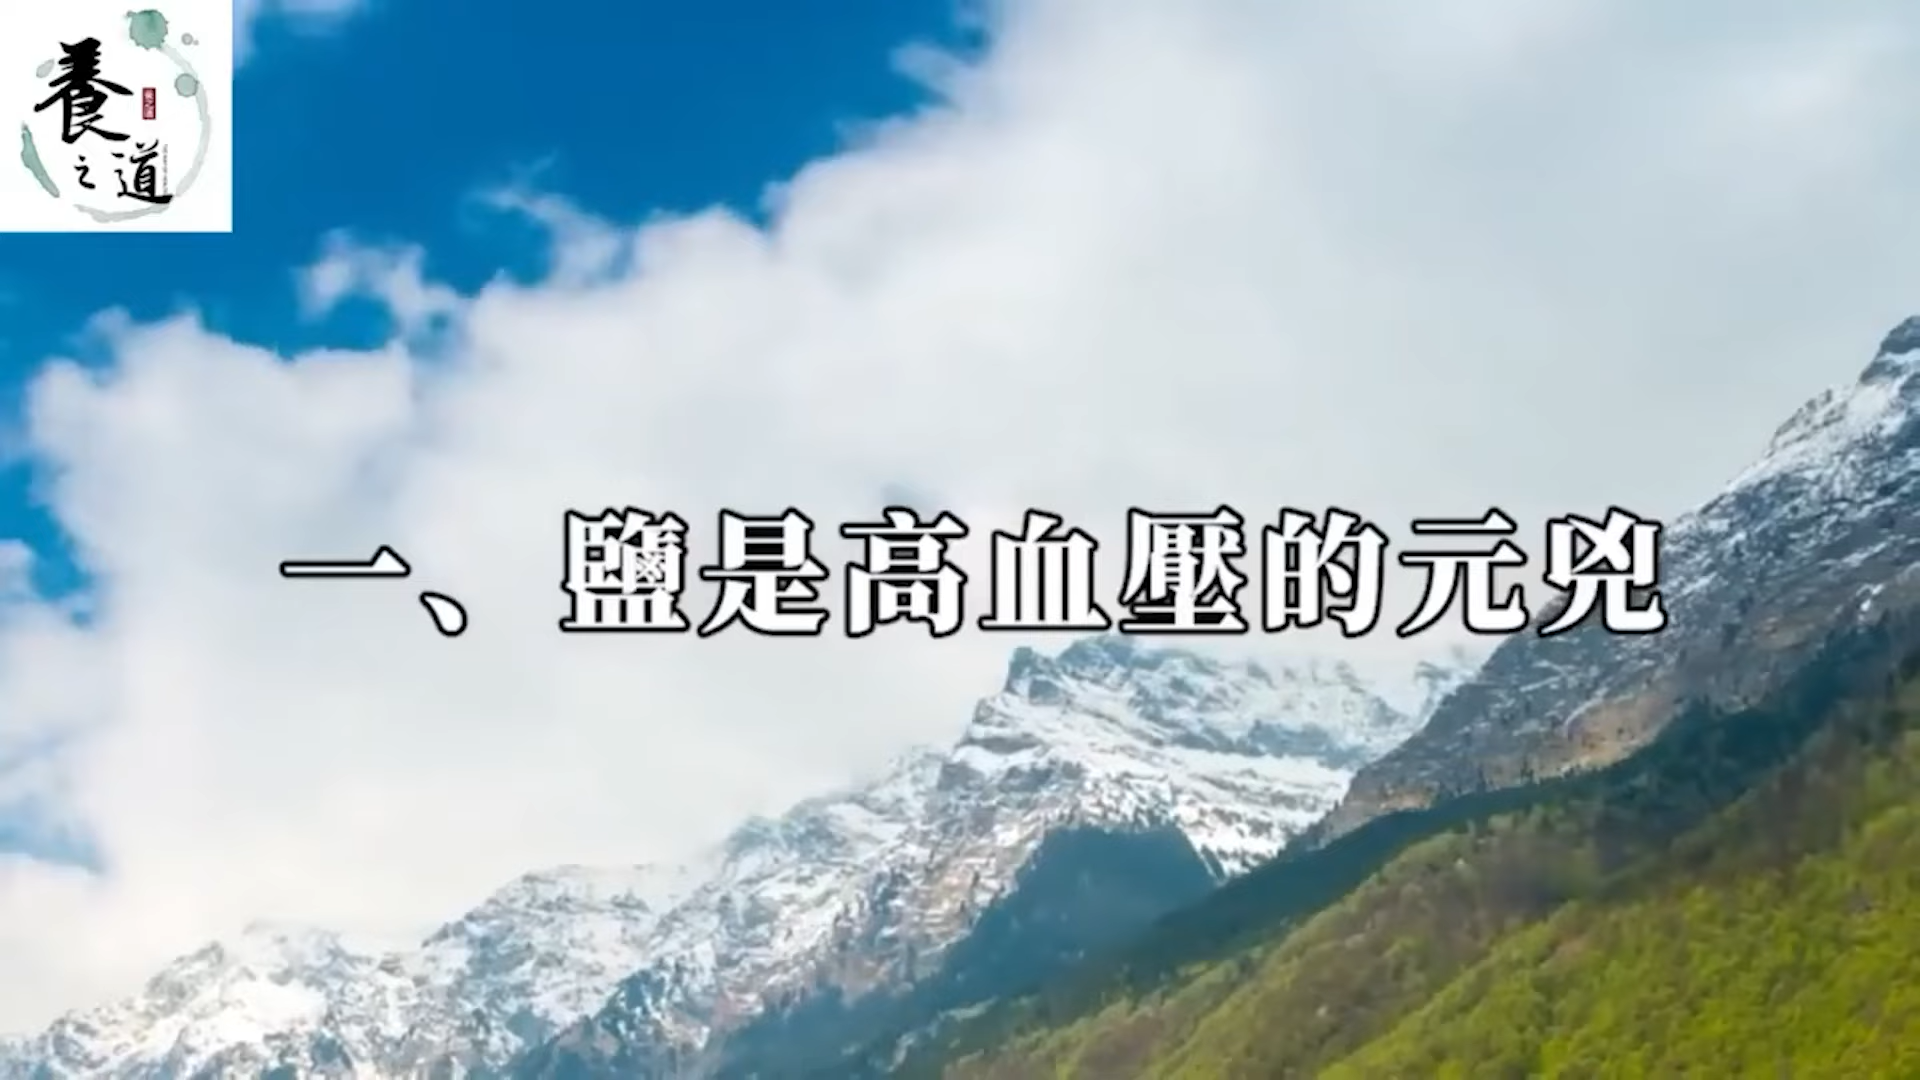 養
之道
一、鹽是高血壓的元兇